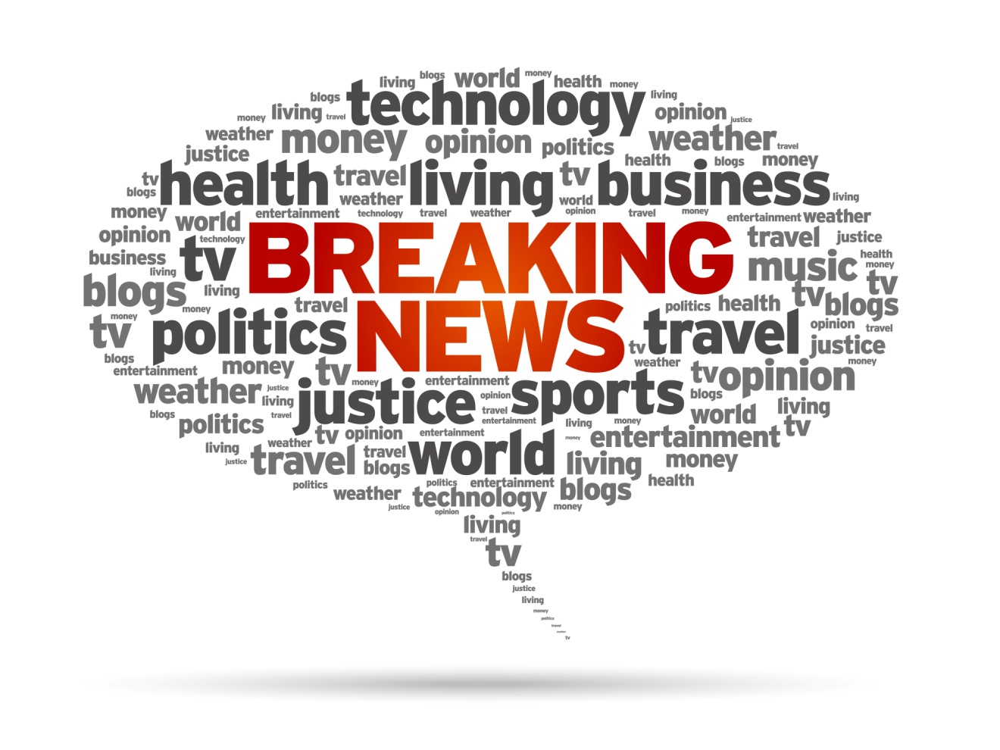 living blogs world money health money
blogs technology living
money living travel opinion justice
weather money opinion politics weather travel
justice health blogs money
tv health travel living tv business
blogs weather world living
money world entertainment technology travel weather opinion travel money entertainment weather
opinion technology BREAKING travel justice
business tv music health
living money
blogs living travel politics health tv tv blogs
money NEWS
tv money politics tv travel opinion travel
justice
blogs weather money
entertainment money tv money entertainment tv opinion
weather justice living justice opinion sports blogs
blogs politics travel travel entertainment living money world living
living weather tv opinion entertainment money entertainment tv
justice travel travel blogs world living money
politics politics entertainment health
weather technology blogs
justice opinion politics money
living
travel
tv
blogs
justice
living
money
politics
travel
weather
tv